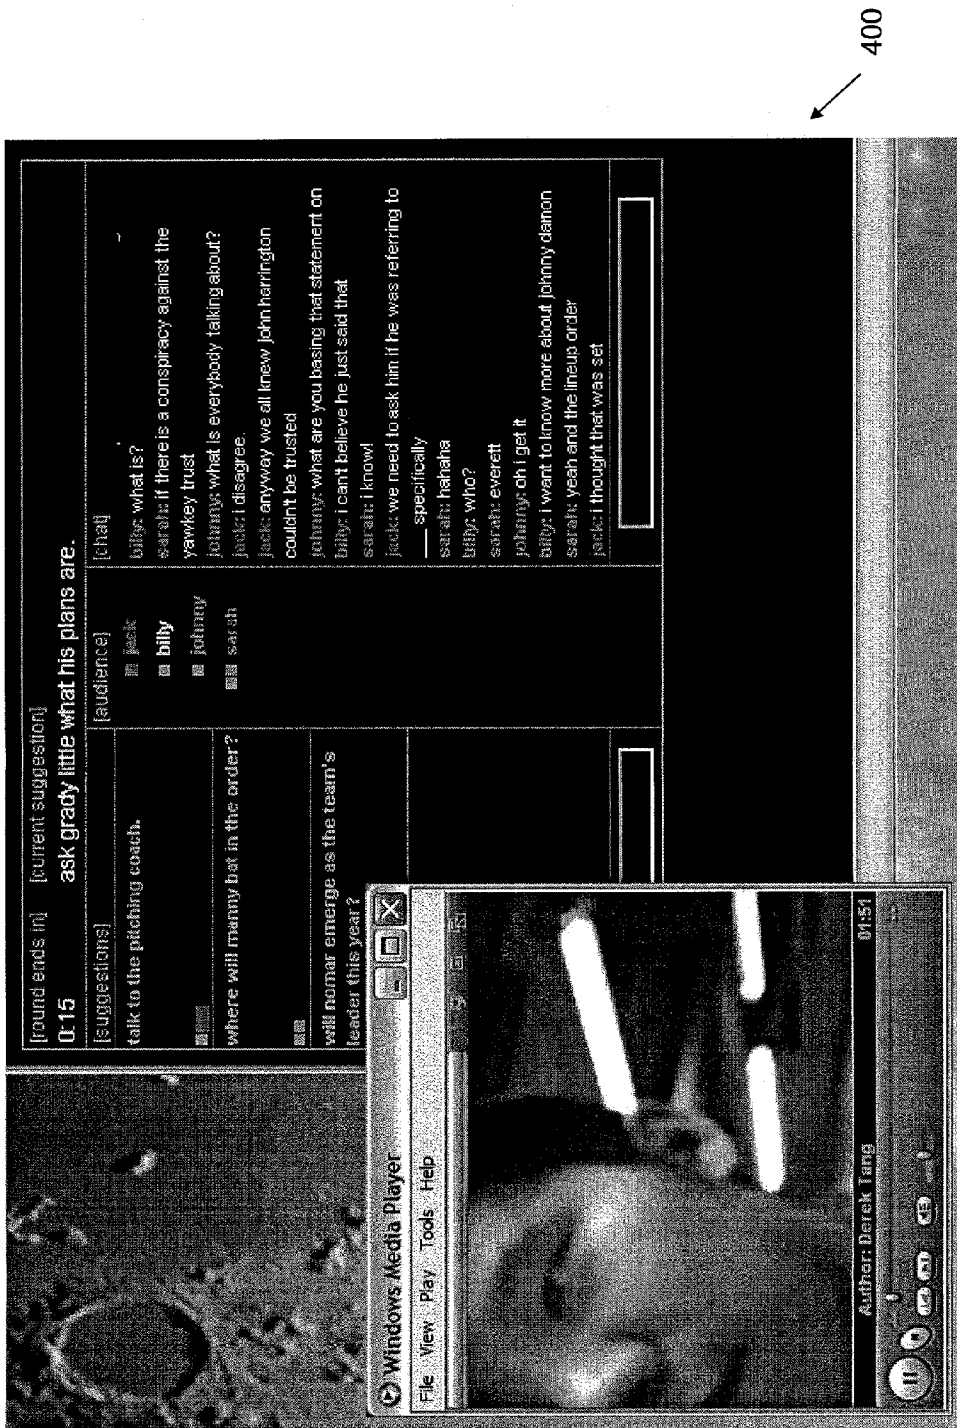 400
[round ends in] [current suggestion]
0:15 ask grady little what his plans are.
[suggestions] [audience] [chat]
talk to the pitching coach.
where will manny bat in the order?
will nomar emerge as the team's
leader this year?
jack
billy
johnny
sarah
billy: what is?
sarah: if there is a conspiracy against the
yawkey trust
johnny: what is everybody talking about?
jack: i disagree.
jack: anyway we all knew john harrington
couldn't be trusted
johnny: what are you basing that statement on
billy: i can't believe he just said that
sarah: i know!
jack: we need to ask him if he was referring to
___ specifically
sarah: hahaha
billy: who?
sarah: everett
johnny: oh i get it
billy: i want to know more about johnny damon
sarah: yeah and the lineup order
jack: i thought that was set
Windows Media Player
File View Play Tools Help
Author: Derek Tang 01:51